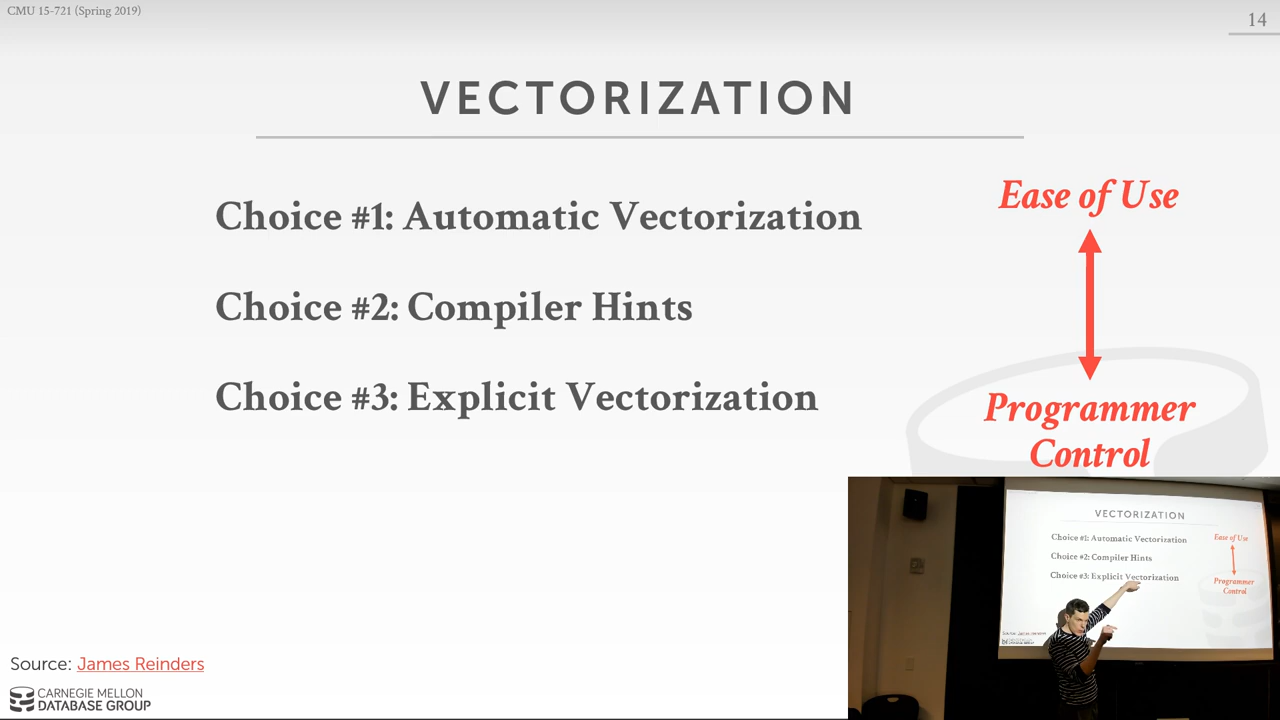 CMU 15-721 (Spring 2019)
14
VECTORIZATION
Choice #1: Automatic Vectorization
Choice #2: Compiler Hints
Choice #3: Explicit Vectorization
Ease of Use
Programmer
Control
Source: James Reinders
CARNEGIE MELLON
DATABASE GROUP
VECTORIZATION
Choice #1: Automatic Vectorization
Choice #2: Compiler Hints
Choice #3: Explicit Vectorization
Ease of Use
Programmer
Control